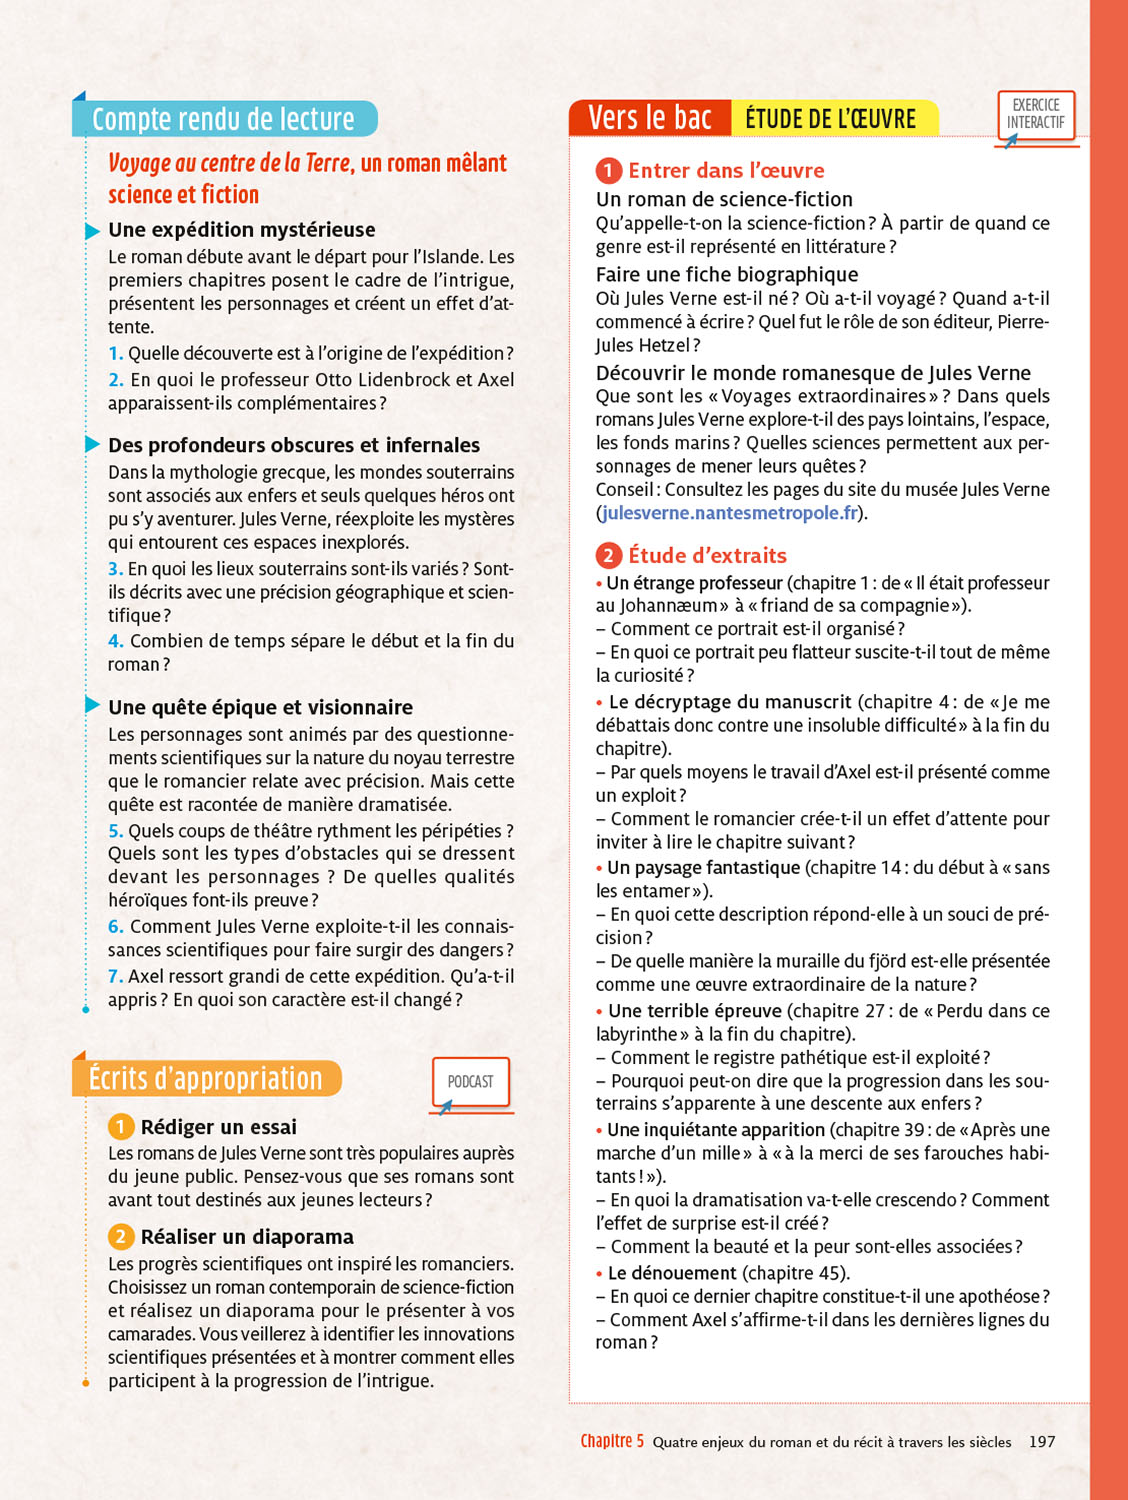 Compte rendu de lecture
Voyage au centre de la Terre, un roman mêlant
science et fiction
Une expédition mystérieuse
Le roman débute avant le départ pour l'Islande. Les
premiers chapitres posent le cadre de l'intrigue,
présentent les personnages et créent un effet d'at-
tente.
1. Quelle découverte est à l'origine de l'expédition ?
2. En quoi le professeur Otto Lidenbrock et Axel
apparaissent-ils complémentaires ?
Des profondeurs obscures et infernales
Dans la mythologie grecque, les mondes souterrains
sont associés aux enfers et seuls quelques héros ont
pu s'y aventurer. Jules Verne, réexploite les mystères
qui entourent ces espaces inexplorés.
3. En quoi les lieux souterrains sont-ils variés ? Sont-
ils décrits avec une précision géographique et scien-
tifique ?
4. Combien de temps sépare le début et la fin du
roman ?
Une quête épique et visionnaire
Les personnages sont animés par des questionne-
ments scientifiques sur la nature du noyau terrestre
que le romancier relate avec précision. Mais cette
quête est racontée de manière dramatisée.
5. Quels coups de théâtre rythment les péripéties ?
Quels sont les types d'obstacles qui se dressent
devant les personnages ? De quelles qualités
héroïques font-ils preuve ?
6. Comment Jules Verne exploite-t-il les connais-
sances scientifiques pour faire surgir des dangers ?
7. Axel ressort grandi de cette expédition. Qu'a-t-il
appris ? En quoi son caractère est-il changé ?
Écrits d'appropriation
PODCAST
1 Rédiger un essai
Les romans de Jules Verne sont très populaires auprès
du jeune public. Pensez-vous que ses romans sont
avant tout destinés aux jeunes lecteurs ?
2 Réaliser un diaporama
Les progrès scientifiques ont inspiré les romanciers.
Choisissez un roman contemporain de science-fiction
et réalisez un diaporama pour le présenter à vos
camarades. Vous veillerez à identifier les innovations
scientifiques présentées et à montrer comment elles
participent à la progression de l'intrigue.
Vers le bac ÉTUDE DE L'ŒUVRE
EXERCICE
INTERACTIF
1 Entrer dans l'œuvre
Un roman de science-fiction
Qu'appelle-t-on la science-fiction ? À partir de quand ce
genre est-il représenté en littérature ?
Faire une fiche biographique
Où Jules Verne est-il né ? Où a-t-il voyagé ? Quand a-t-il
commencé à écrire ? Quel fut le rôle de son éditeur, Pierre-
Jules Hetzel ?
Découvrir le monde romanesque de Jules Verne
Que sont les « Voyages extraordinaires » ? Dans quels
romans Jules Verne explore-t-il des pays lointains, l'espace,
les fonds marins ? Quelles sciences permettent aux per-
sonnages de mener leurs quêtes ?
Conseil : Consultez les pages du site du musée Jules Verne
(julesverne.nantesmetropole.fr).
2 Étude d'extraits
• Un étrange professeur (chapitre 1 : de « Il était professeur
au Johannæum » à « friand de sa compagnie »).
– Comment ce portrait est-il organisé ?
– En quoi ce portrait peu flatteur suscite-t-il tout de même
la curiosité ?
• Le décryptage du manuscrit (chapitre 4 : de « Je me
débattais donc contre une insoluble difficulté » à la fin du
chapitre).
– Par quels moyens le travail d'Axel est-il présenté comme
un exploit ?
– Comment le romancier crée-t-il un effet d'attente pour
inviter à lire le chapitre suivant ?
• Un paysage fantastique (chapitre 14 : du début à « sans
les entamer »).
– En quoi cette description répond-elle à un souci de pré-
cision ?
– De quelle manière la muraille du fjörd est-elle présentée
comme une œuvre extraordinaire de la nature ?
• Une terrible épreuve (chapitre 27 : de « Perdu dans ce
labyrinthe » à la fin du chapitre).
– Comment le registre pathétique est-il exploité ?
– Pourquoi peut-on dire que la progression dans les sou-
terrains s'apparente à une descente aux enfers ?
• Une inquiétante apparition (chapitre 39 : de « Après une
marche d'un mille » à « à la merci de ses farouches habi-
tants ! »).
– En quoi la dramatisation va-t-elle crescendo ? Comment
l'effet de surprise est-il créé ?
– Comment la beauté et la peur sont-elles associées ?
• Le dénouement (chapitre 45).
– En quoi ce dernier chapitre constitue-t-il une apothéose ?
– Comment Axel s'affirme-t-il dans les dernières lignes du
roman ?
Chapitre 5 Quatre enjeux du roman et du récit à travers les siècles 197